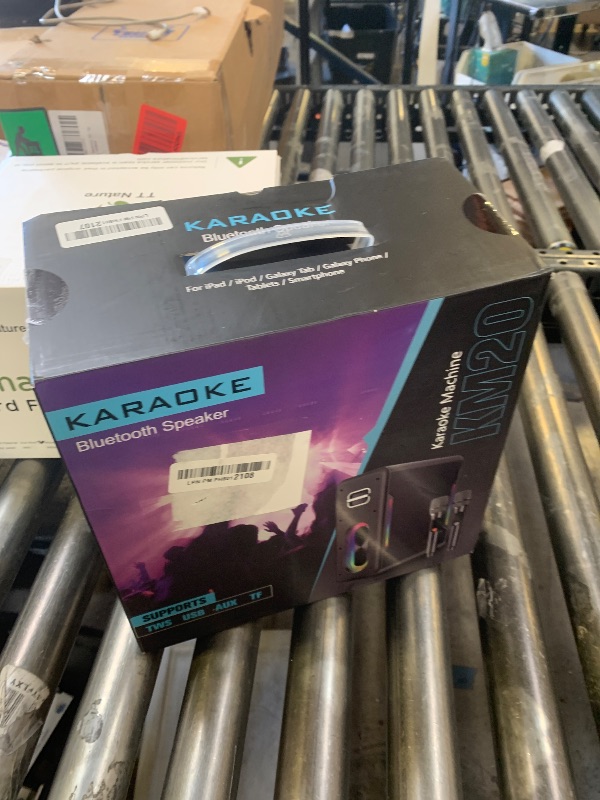 TT Nature
KARAOKE
Bluetooth Speaker
For iPad / iPod / Galaxy Tab / Galaxy Phone /
Tablets / Smartphone
KARAOKE
Bluetooth Speaker
Karaoke Machine
KM20
2108
SUPPORTS
TWS USB AUX TF